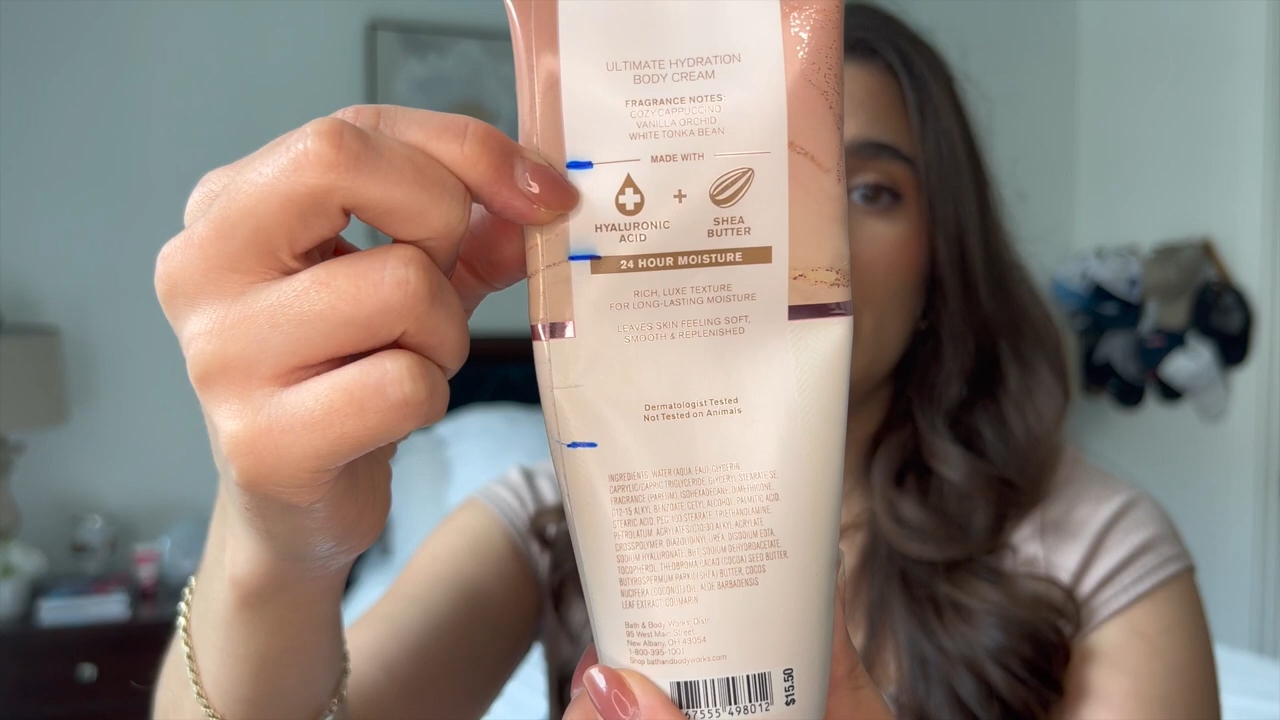 ULTIMATE HYDRATION
BODY CREAM
FRAGRANCE NOTES:
COZY CAPPUCCINO
VANILLA ORCHID
WHITE TONKA BEAN
MADE WITH
HYALURONIC
ACID
+
SHEA
BUTTER
24 HOUR MOISTURE
RICH, LUXE TEXTURE
FOR LONG-LASTING MOISTURE
LEAVES SKIN FEELING SOFT,
SMOOTH & REPLENISHED
Dermatologist Tested
Not Tested on Animals
INGREDIENTS: WATER (AQUA, EAU), GLYCERIN,
CAPRYLIC/CAPRIC TRIGLYCERIDE, GLYCERYL STEARATE SE,
FRAGRANCE (PARFUM), ISOHEXADECANE, DIMETHICONE,
C12-15 ALKYL BENZOATE, CETYL ALCOHOL, PALMITIC ACID,
STEARIC ACID, PEG-100 STEARATE, TRIETHANOLAMINE,
PETROLATUM, ACRYLATES/C10-30 ALKYL ACRYLATE
CROSSPOLYMER, DIAZOLIDINYL UREA, DISODIUM EDTA,
SODIUM HYALURONATE, BHT, SODIUM DEHYDROACETATE,
TOCOPHEROL, THEOBROMA CACAO (COCOA) SEED BUTTER,
BUTYROSPERMUM PARKII (SHEA) BUTTER, COCOS
NUCIFERA (COCONUT) OIL, ALOE BARBADENSIS
LEAF EXTRACT, COUMARIN
Bath & Body Works, Distr.
95 West Main Street,
New Albany, OH 43054
1-800-395-1001
Shop bathandbodyworks.com
67555 498012
$15.50